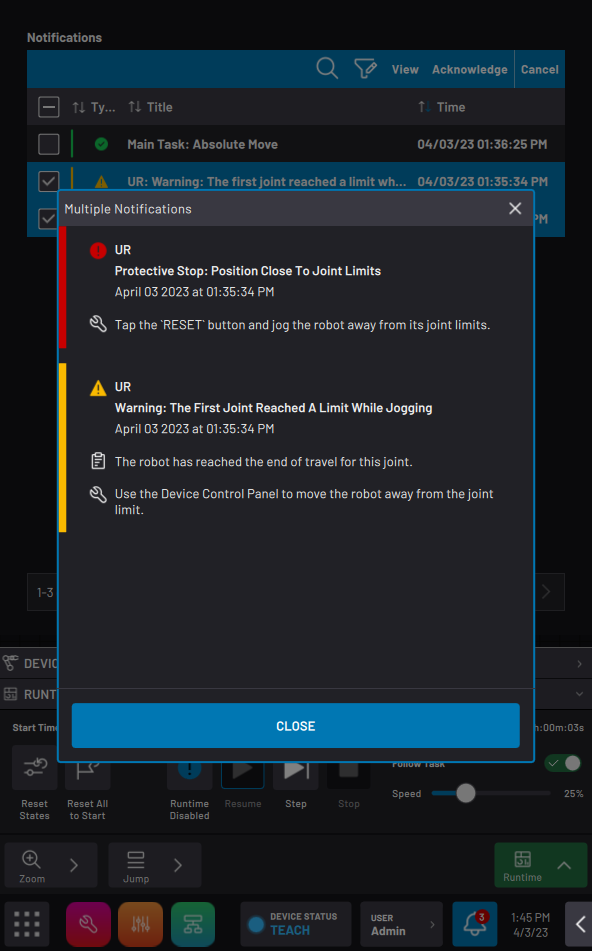 Notifications
View Acknowledge Cancel
Ty... Title Time
Main Task: Absolute Move 04/03/23 01:36:25 PM
UR: Warning: The first joint reached a limit wh... 04/03/23 01:35:34 PM
PM
Multiple Notifications
UR
Protective Stop: Position Close To Joint Limits
April 03 2023 at 01:35:34 PM
Tap the `RESET` button and jog the robot away from its joint limits.
UR
Warning: The First Joint Reached A Limit While Jogging
April 03 2023 at 01:35:34 PM
The robot has reached the end of travel for this joint.
Use the Device Control Panel to move the robot away from the joint
limit.
1-3
DEVIC
RUNT
CLOSE
Start Time
h:00m:03s
Follow Task
Speed 25%
Reset
States
Reset All
to Start
Runtime
Disabled
Resume
Step
Stop
Zoom
Jump
Runtime
DEVICE STATUS
TEACH
USER
Admin
3
1:45 PM
4/3/23